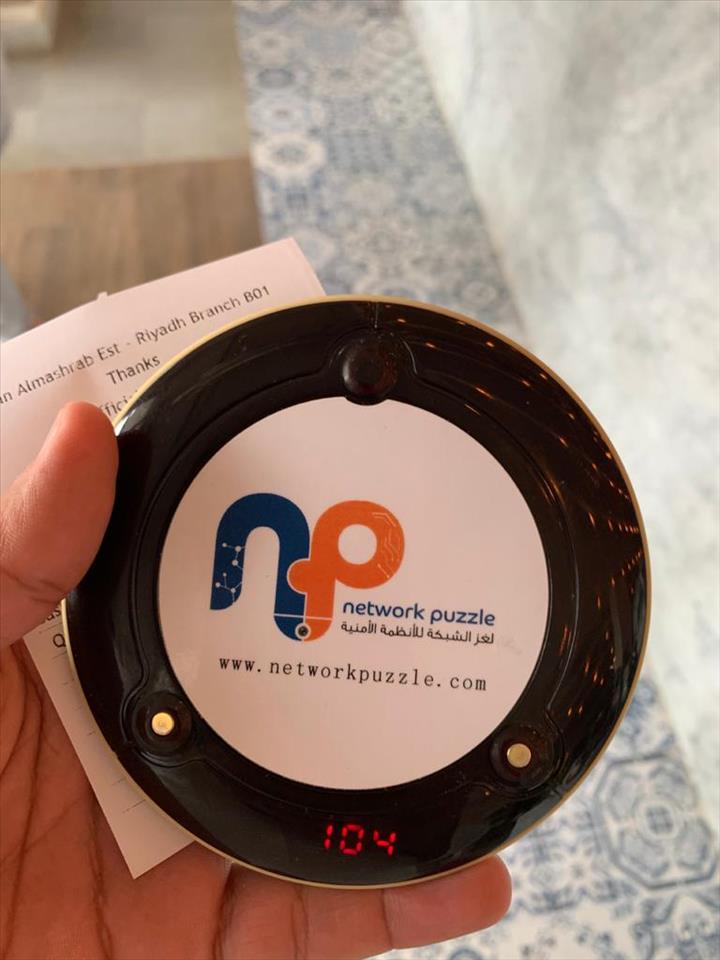 Almashrab Est - Riyadh Branch B01
Thanks
np
network puzzle
لغز الشبكة للأنظمة الأمنية
www.networkpuzzle.com
104